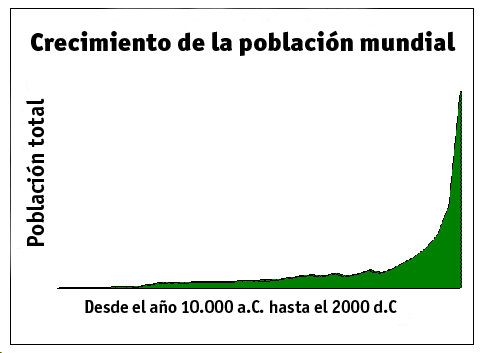 Crecimiento de la población mundial
Población total
Desde el año 10.000 a.C. hasta el 2000 d.C